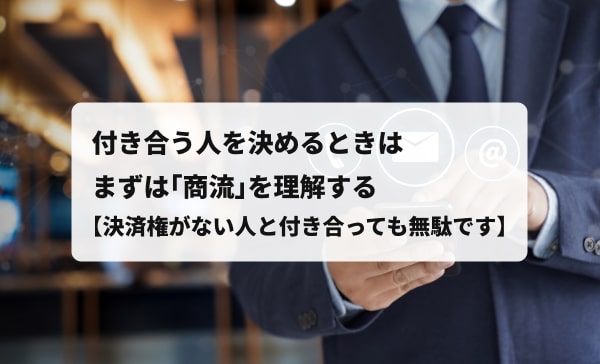 付き合う人を決めるときは
まずは｢商流｣を理解する
【決済権がない人と付き合っても無駄です】
@